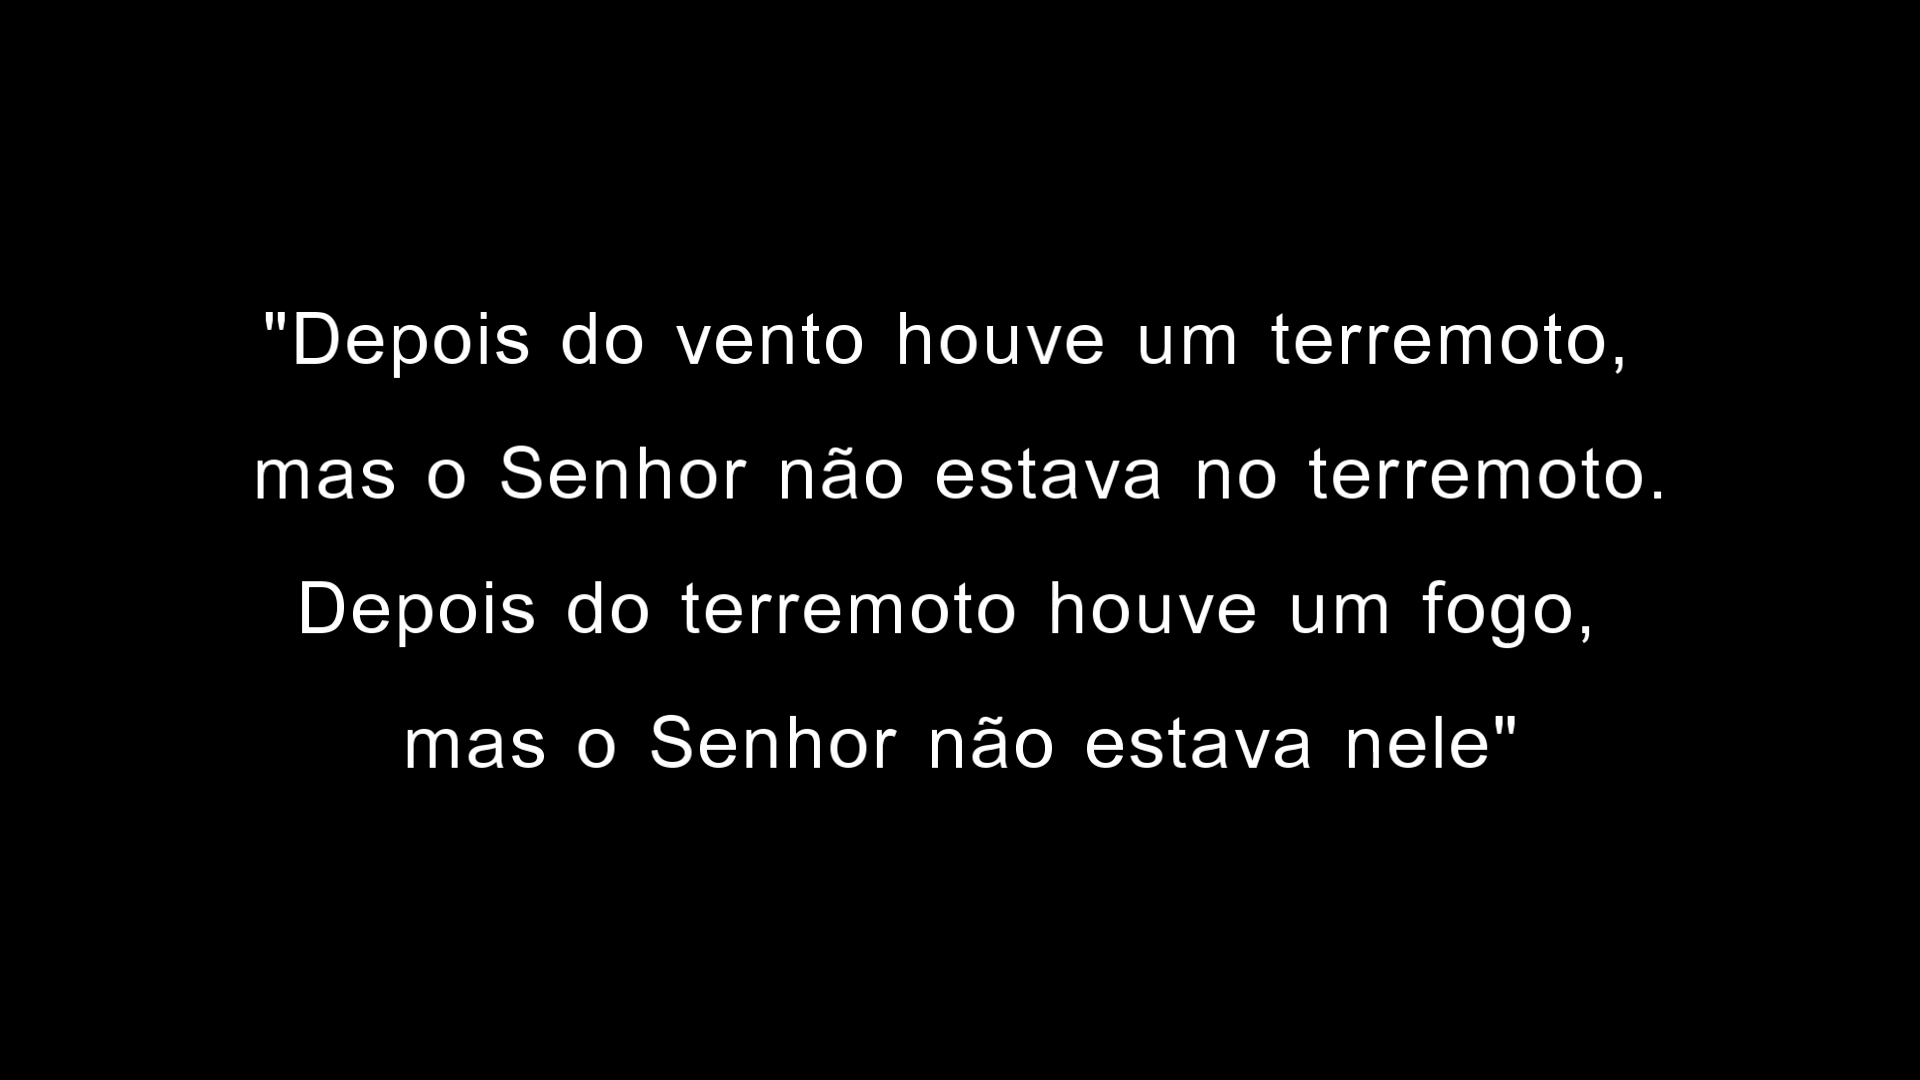 "Depois do vento houve um terremoto,
mas o Senhor não estava no terremoto.
Depois do terremoto houve um fogo,
mas o Senhor não estava nele"